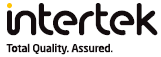 intertek
Total Quality. Assured.